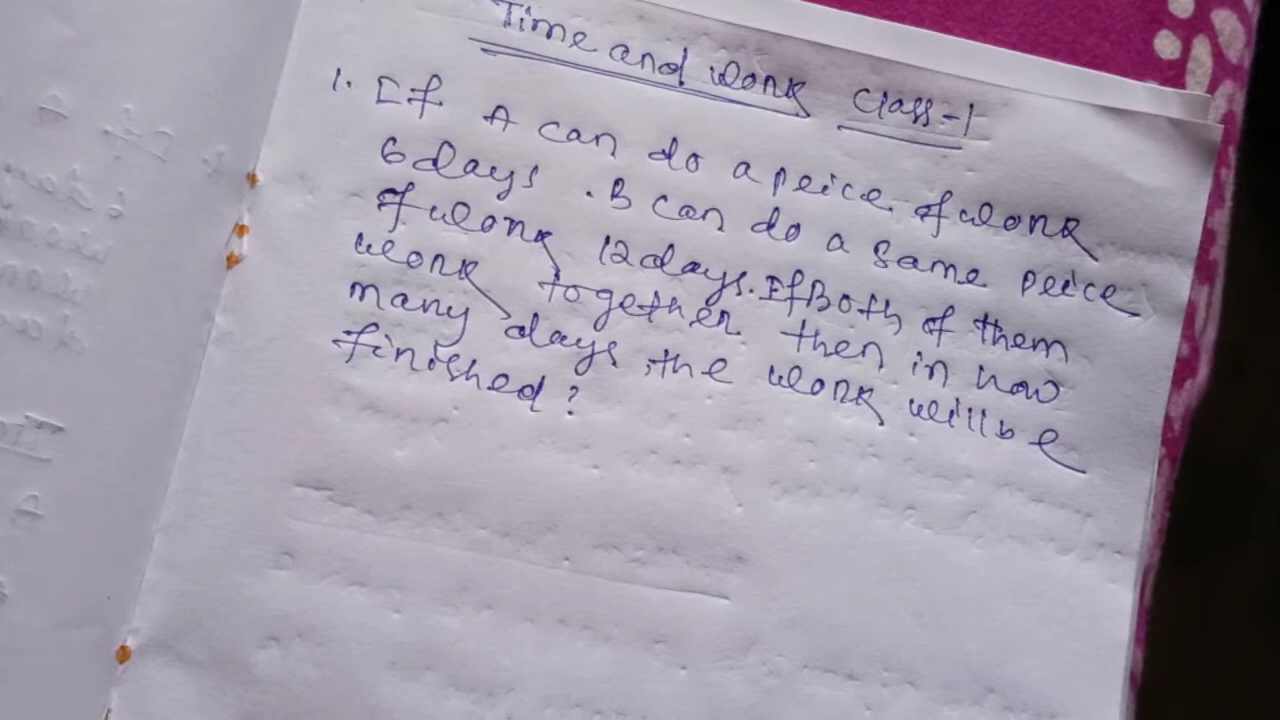 Time and work Class-1
1. If A can do a peice of work
6 days . B can do a same peice
of work 12 days. If Both of them
work together then in how
many days the work will be
finished?